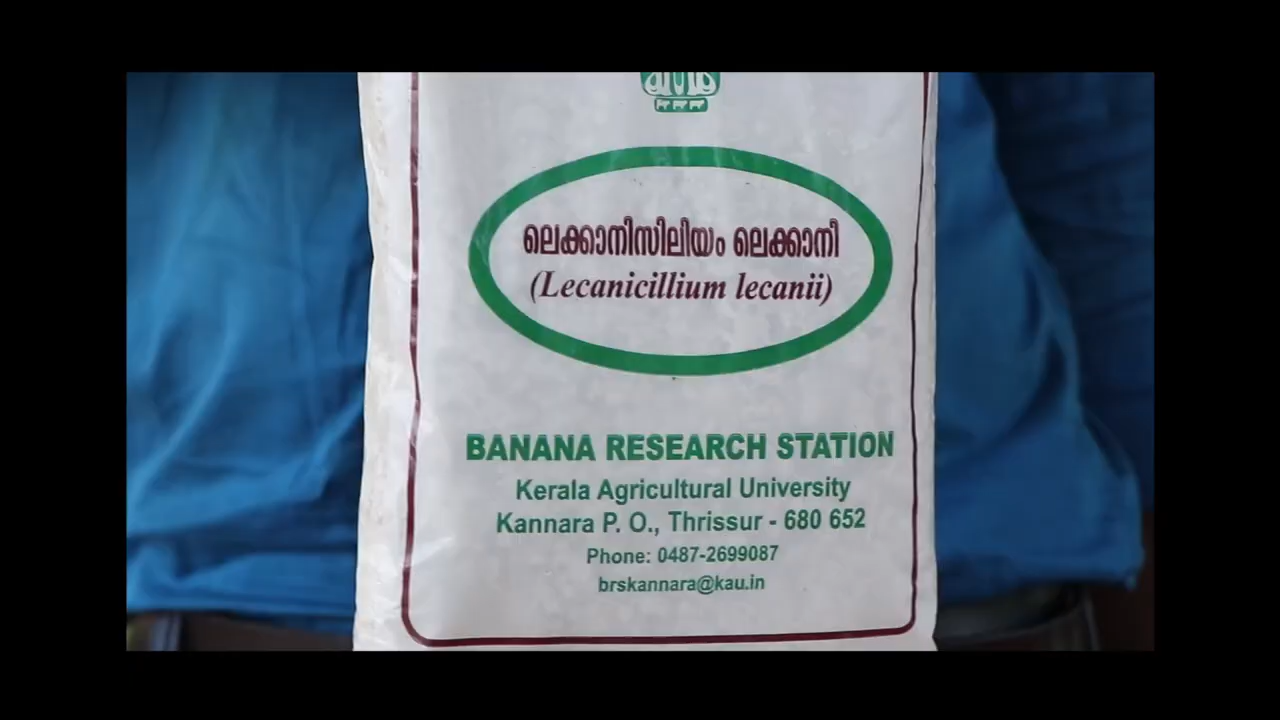 ലെക്കാനിസിലിയം ലെക്കാനി
(Lecanicillium lecanii)
BANANA RESEARCH STATION
Kerala Agricultural University
Kannara P. O., Thrissur - 680 652
Phone: 0487-2699087
brskannara@kau.in